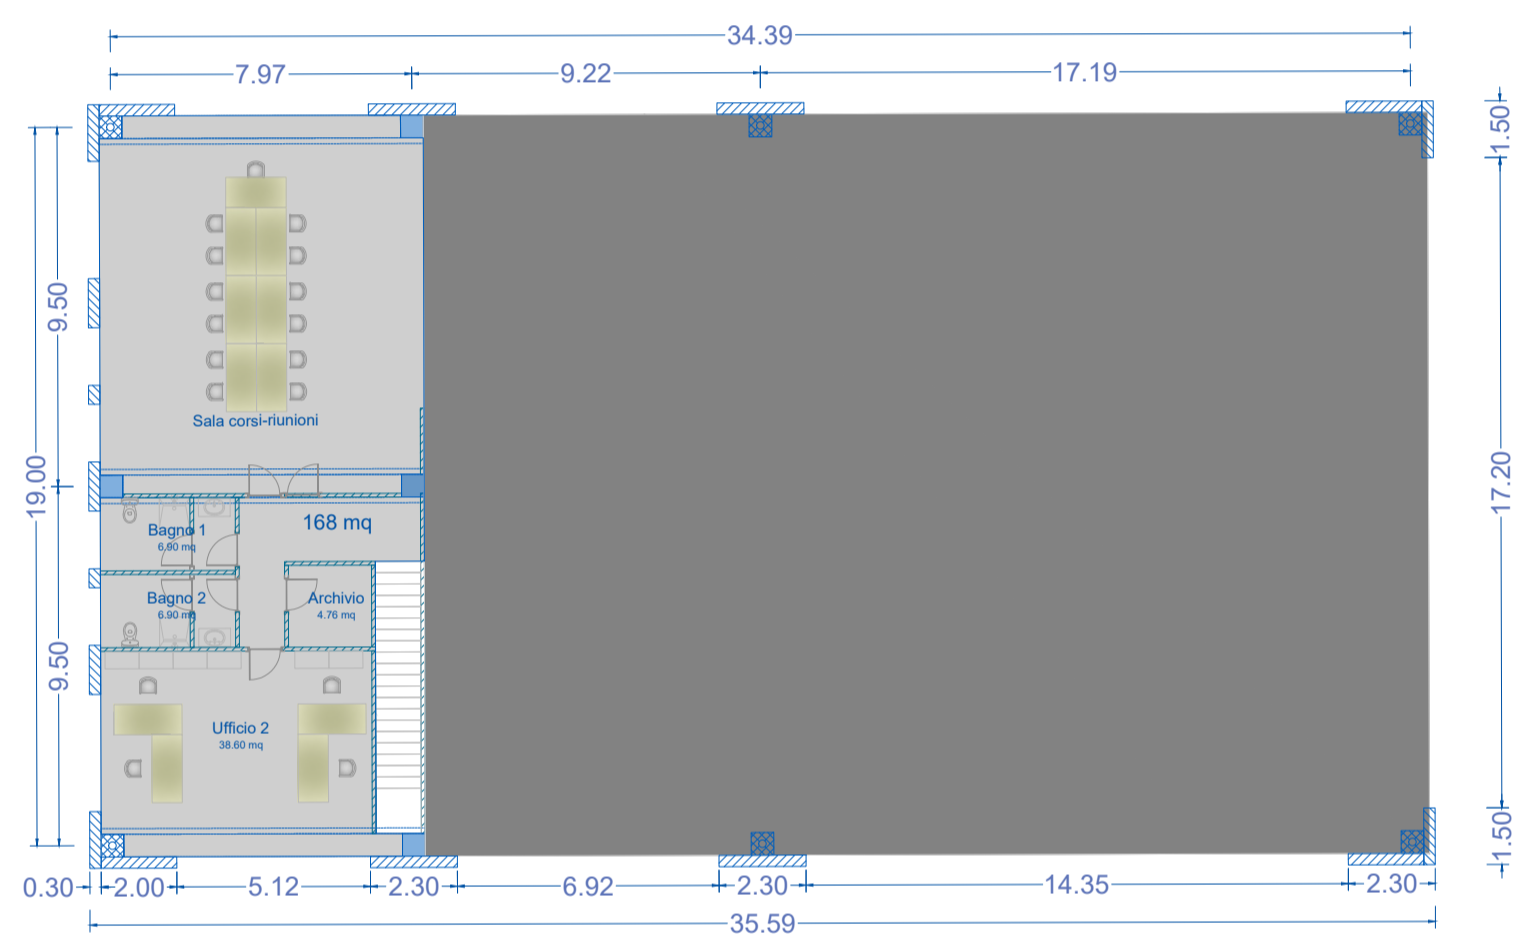 34.39
7.97 9.22 17.19
1.50
9.50
19.00
17.20
Sala corsi-riunioni
168 mq
Bagno 1
6.90 mq
Bagno 2
6.90 mq
Archivio
4.76 mq
9.50
Ufficio 2
38.60 mq
1.50
0.30 2.00 5.12 2.30 6.92 2.30 14.35 2.30
35.59